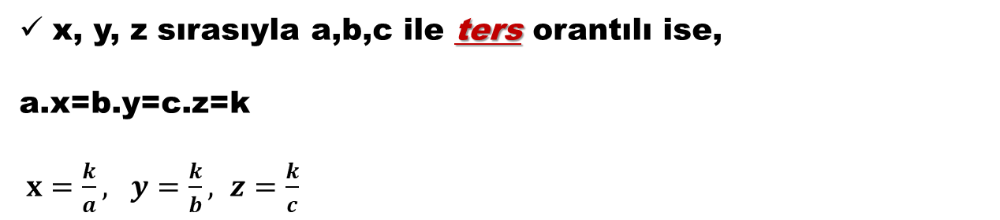 ✓ x, y, z sırasıyla a,b,c ile ters orantılı ise,
a.x=b.y=c.z=k
x = k/a, y = k/b, z = k/c